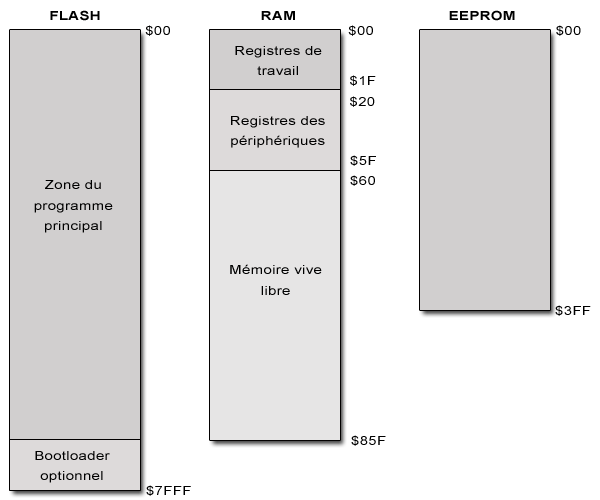 FLASH
$00
Zone du
programme
principal
Bootloader
optionnel
$7FFF
RAM
$00
Registres de
travail
$1F
$20
Registres des
périphériques
$5F
$60
Mémoire vive
libre
$85F
EEPROM
$00
$3FF